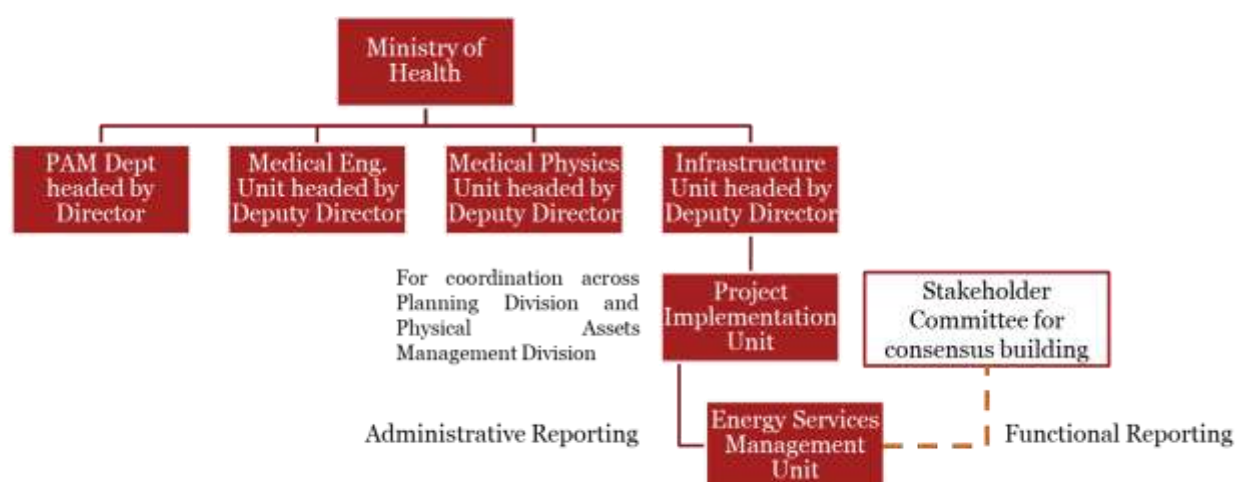 Ministry of
Health
PAM Dept
headed by
Director
Medical Eng.
Unit headed by
Deputy Director
Medical Physics
Unit headed by
Deputy Director
Infrastructure
Unit headed by
Deputy Director
For coordination across
Planning Division and
Physical Assets
Management Division
Project
Implementation
Unit
Stakeholder
Committee for
consensus building
Administrative Reporting
Energy Services
Management
Unit
Functional Reporting